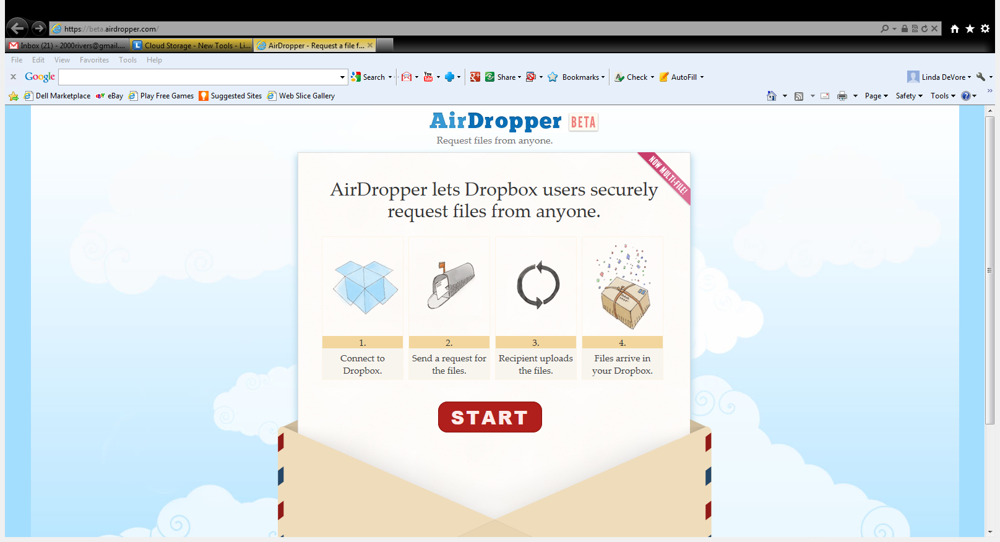 https://beta.airdropper.com/
Inbox (21) - 2000rivers@gmail.... Cloud Storage - New Tools - Li... AirDropper - Request a file f...
File Edit View Favorites Tools Help
x Google Search Share Bookmarks Check AutoFill Linda DeVore
Dell Marketplace eBay Play Free Games Suggested Sites Web Slice Gallery Page Safety Tools
AirDropper BETA
Request files from anyone.
NOW MULTI-FILE!
AirDropper lets Dropbox users securely
request files from anyone.
1. 2. 3. 4.
Connect to Send a request for Recipient uploads Files arrive in
Dropbox. the files. the files. your Dropbox.
START